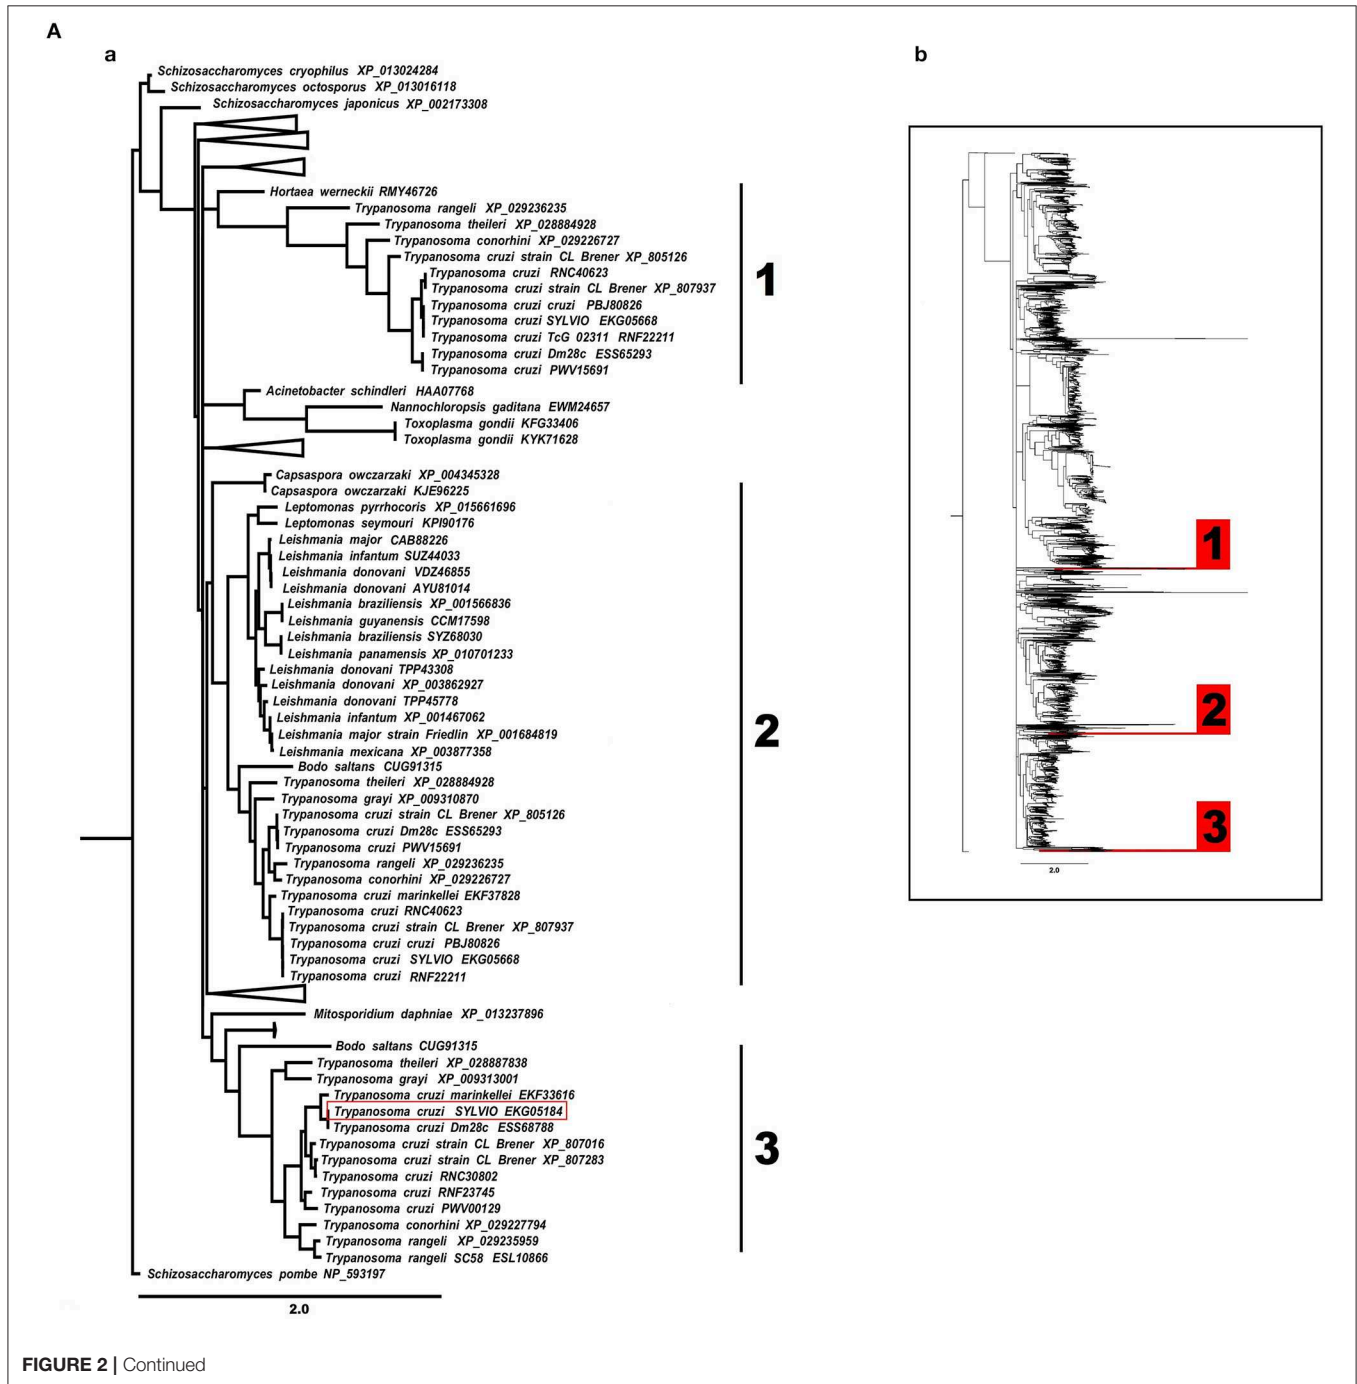 A
a
b
Schizosaccharomyces cryophilus XP_013024284
Schizosaccharomyces octosporus XP_013016118
Schizosaccharomyces japonicus XP_002173308
Hortaea werneckii RMY46726
Trypanosoma rangeli XP_029236235
Trypanosoma theileri XP_028884928
Trypanosoma conorhini XP_029226727
Trypanosoma cruzi strain CL Brener XP_805126
Trypanosoma cruzi RNC40623
Trypanosoma cruzi strain CL Brener XP_807937
Trypanosoma cruzi cruzi PBJ80826
Trypanosoma cruzi SYLVIO EKG05668
Trypanosoma cruzi TcG 02311 RNF22211
Trypanosoma cruzi Dm28c ESS65293
Trypanosoma cruzi PWV15691
1
Acinetobacter schindleri HAA07768
Nannochloropsis gaditana EWM24657
Toxoplasma gondii KFG33406
Toxoplasma gondii KYK71628
Capsaspora owczarzaki XP_004345328
Capsaspora owczarzaki KJE96225
Leptomonas pyrrhocoris XP_015661696
Leptomonas seymouri KPI90176
Leishmania major CAB88226
Leishmania infantum SUZ44033
Leishmania donovani VDZ46855
Leishmania donovani AYU81014
Leishmania braziliensis XP_001566836
Leishmania guyanensis CCM17598
Leishmania braziliensis SYZ68030
Leishmania panamensis XP_010701233
Leishmania donovani TPP43308
Leishmania donovani XP_003862927
Leishmania donovani TPP45778
Leishmania infantum XP_001467062
Leishmania major strain Friedlin XP_001684819
Leishmania mexicana XP_003877358
Bodo saltans CUG91315
Trypanosoma theileri XP_028884928
Trypanosoma grayi XP_009310870
Trypanosoma cruzi strain CL Brener XP_805126
Trypanosoma cruzi Dm28c ESS65293
Trypanosoma cruzi PWV15691
Trypanosoma rangeli XP_029236235
Trypanosoma conorhini XP_029226727
Trypanosoma cruzi marinkellei EKF37828
Trypanosoma cruzi RNC40623
Trypanosoma cruzi strain CL Brener XP_807937
Trypanosoma cruzi cruzi PBJ80826
Trypanosoma cruzi SYLVIO EKG05668
Trypanosoma cruzi RNF22211
2
Mitosporidium daphniae XP_013237896
Bodo saltans CUG91315
Trypanosoma theileri XP_028887838
Trypanosoma grayi XP_009313001
Trypanosoma cruzi marinkellei EKF33616
Trypanosoma cruzi SYLVIO EKG05184
Trypanosoma cruzi Dm28c ESS68788
Trypanosoma cruzi strain CL Brener XP_807016
Trypanosoma cruzi strain CL Brener XP_807283
Trypanosoma cruzi RNC30802
Trypanosoma cruzi RNF23745
Trypanosoma cruzi PWV00129
Trypanosoma conorhini XP_029227794
Trypanosoma rangeli XP_029235959
Trypanosoma rangeli SC58 ESL10866
3
Schizosaccharomyces pombe NP_593197
2.0
1
2
3
2.0
FIGURE 2 | Continued